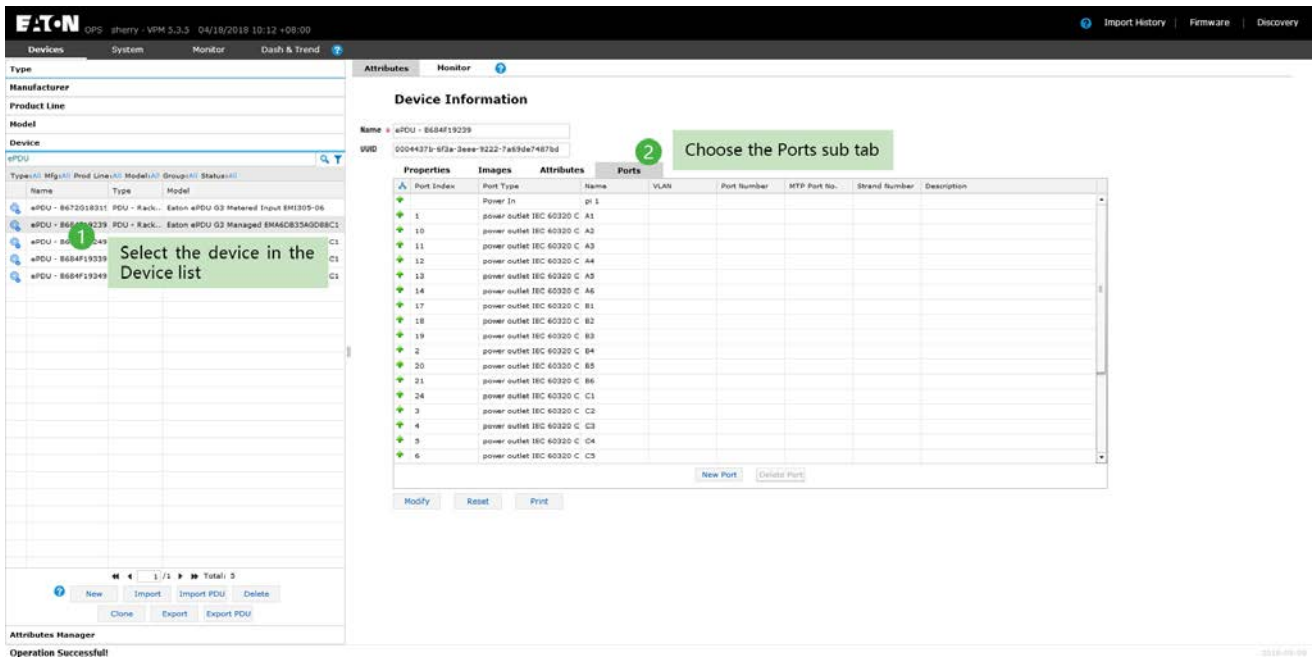 EATON OPS sherry - VPM 5.3.5 04/18/2018 10:12 +08:00
Import History | Firmware | Discovery
Devices System Monitor Dash & Trend
Type
Manufacturer
Product Line
Model
Device
ePDU
Type:All Mfg:All Prod Line:All Model:All Group:All Status:All
Name Type Model
ePDU - 8672G18311 PDU - Rack... Eaton ePDU G3 Metered Input EMI305-06
PDU - Rack... Eaton ePDU G3 Managed EMA6D835AGD88C1
C1
ePDU - 8684F19339 C1
ePDU - 8684F19349 C1
1 Select the device in the
Device list
1 /1 Total: 5
New Import Import PDU Delete
Clone Export Export PDU
Attributes Manager
Operation Successful!
Attributes Monitor
Device Information
Name * ePDU - 8684F19239
UUID 0004437b-6f3a-3eee-9222-7a69de7487bd
2 Choose the Ports sub tab
Properties Images Attributes Ports
Port Index Port Type Name VLAN Port Number MTP Port No. Strand Number Description
Power In pi 1
1 power outlet IEC 60320 C A1
10 power outlet IEC 60320 C A2
11 power outlet IEC 60320 C A3
12 power outlet IEC 60320 C A4
13 power outlet IEC 60320 C A5
14 power outlet IEC 60320 C A6
17 power outlet IEC 60320 C B1
18 power outlet IEC 60320 C B2
19 power outlet IEC 60320 C B3
2 power outlet IEC 60320 C B4
20 power outlet IEC 60320 C B5
21 power outlet IEC 60320 C B6
24 power outlet IEC 60320 C C1
3 power outlet IEC 60320 C C2
4 power outlet IEC 60320 C C3
5 power outlet IEC 60320 C C4
6 power outlet IEC 60320 C C5
New Port Delete Port
Modify Reset Print